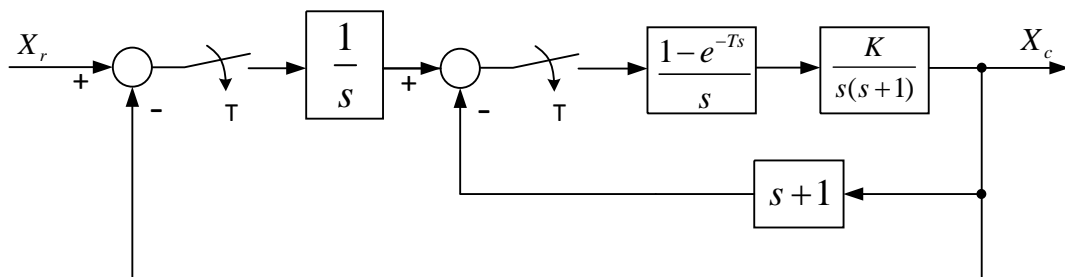 X_r
+
-
T
1/s
+
-
T
(1-e^{-Ts})/s
K/(s(s+1))
X_c
s+1